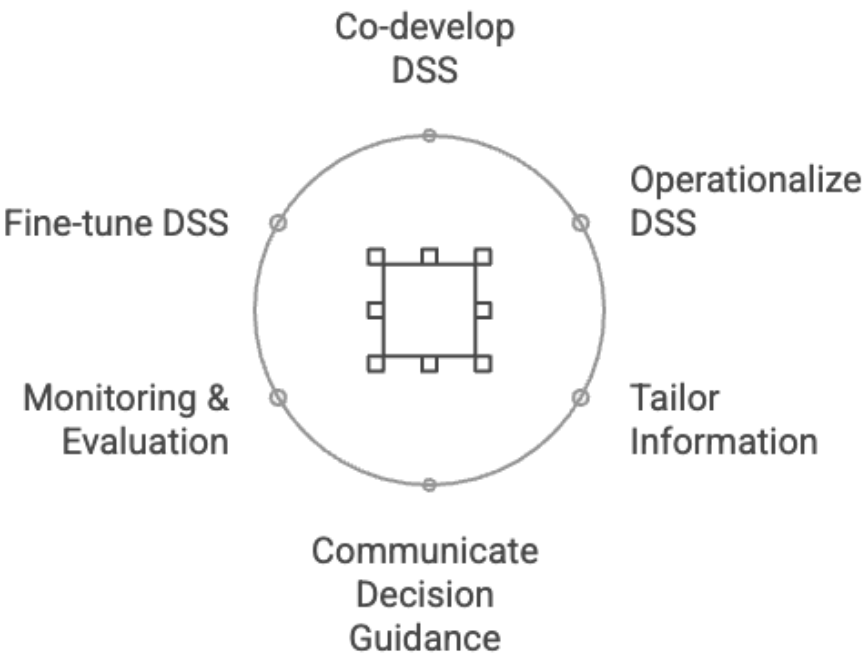 Co-develop
DSS
Operationalize
DSS
Tailor
Information
Communicate
Decision
Guidance
Monitoring &
Evaluation
Fine-tune DSS